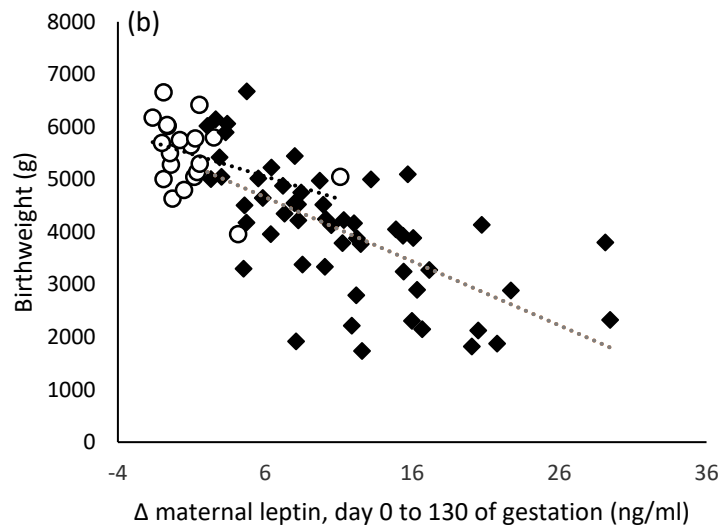 (b)
8000
7000
6000
5000
4000
3000
2000
1000
0
Birthweight (g)
-4 6 16 26 36
Δ maternal leptin, day 0 to 130 of gestation (ng/ml)